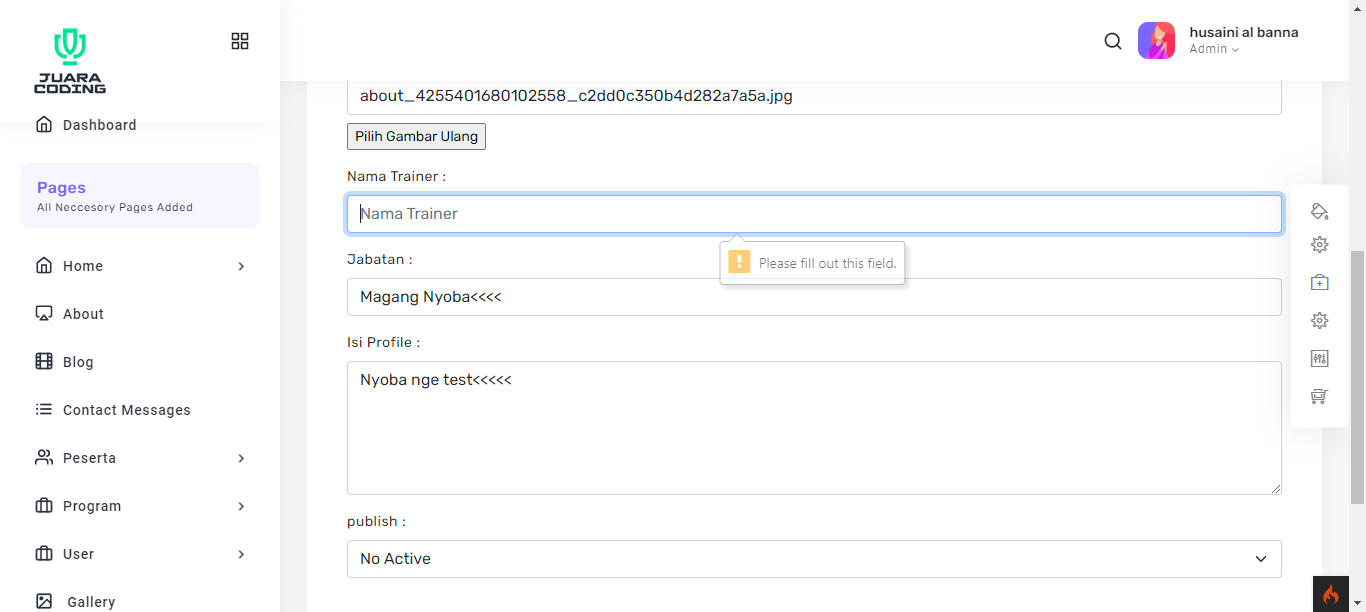 JUARA
CODING
Dashboard
Pages
All Neccesory Pages Added
Home
About
Blog
Contact Messages
Peserta
Program
User
Gallery
husaini al banna
Admin
about_4255401680102558_c2dd0c350b4d282a7a5a.jpg
Pilih Gambar Ulang
Nama Trainer :
Nama Trainer
Please fill out this field.
Jabatan :
Magang Nyoba<<<<
Isi Profile :
Nyoba nge test<<<<<
publish :
No Active